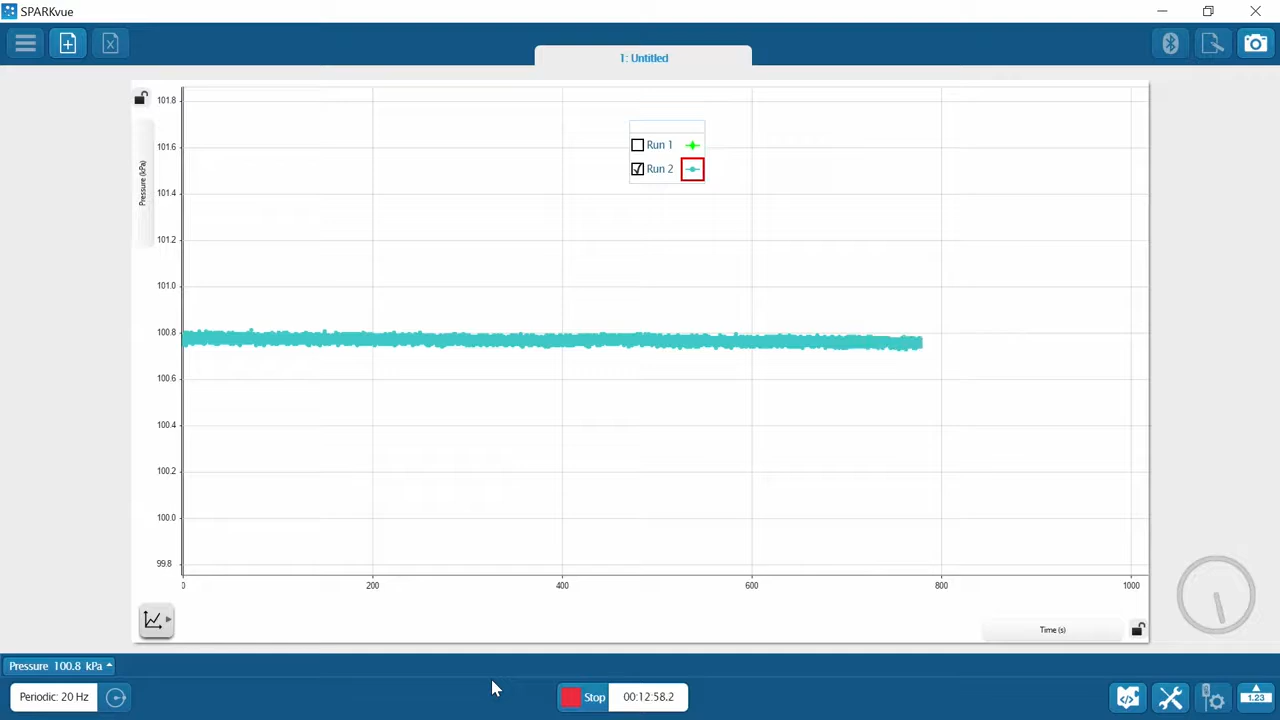 SPARKvue
1: Untitled
101.8
101.6
101.4
101.2
101.0
100.8
100.6
100.4
100.2
100.0
99.8
Pressure (kPa)
Run 1
Run 2
0 200 400 600 800 1000
Time (s)
Pressure 100.8 kPa
Periodic: 20 Hz
Stop 00:12:58.2
1.23